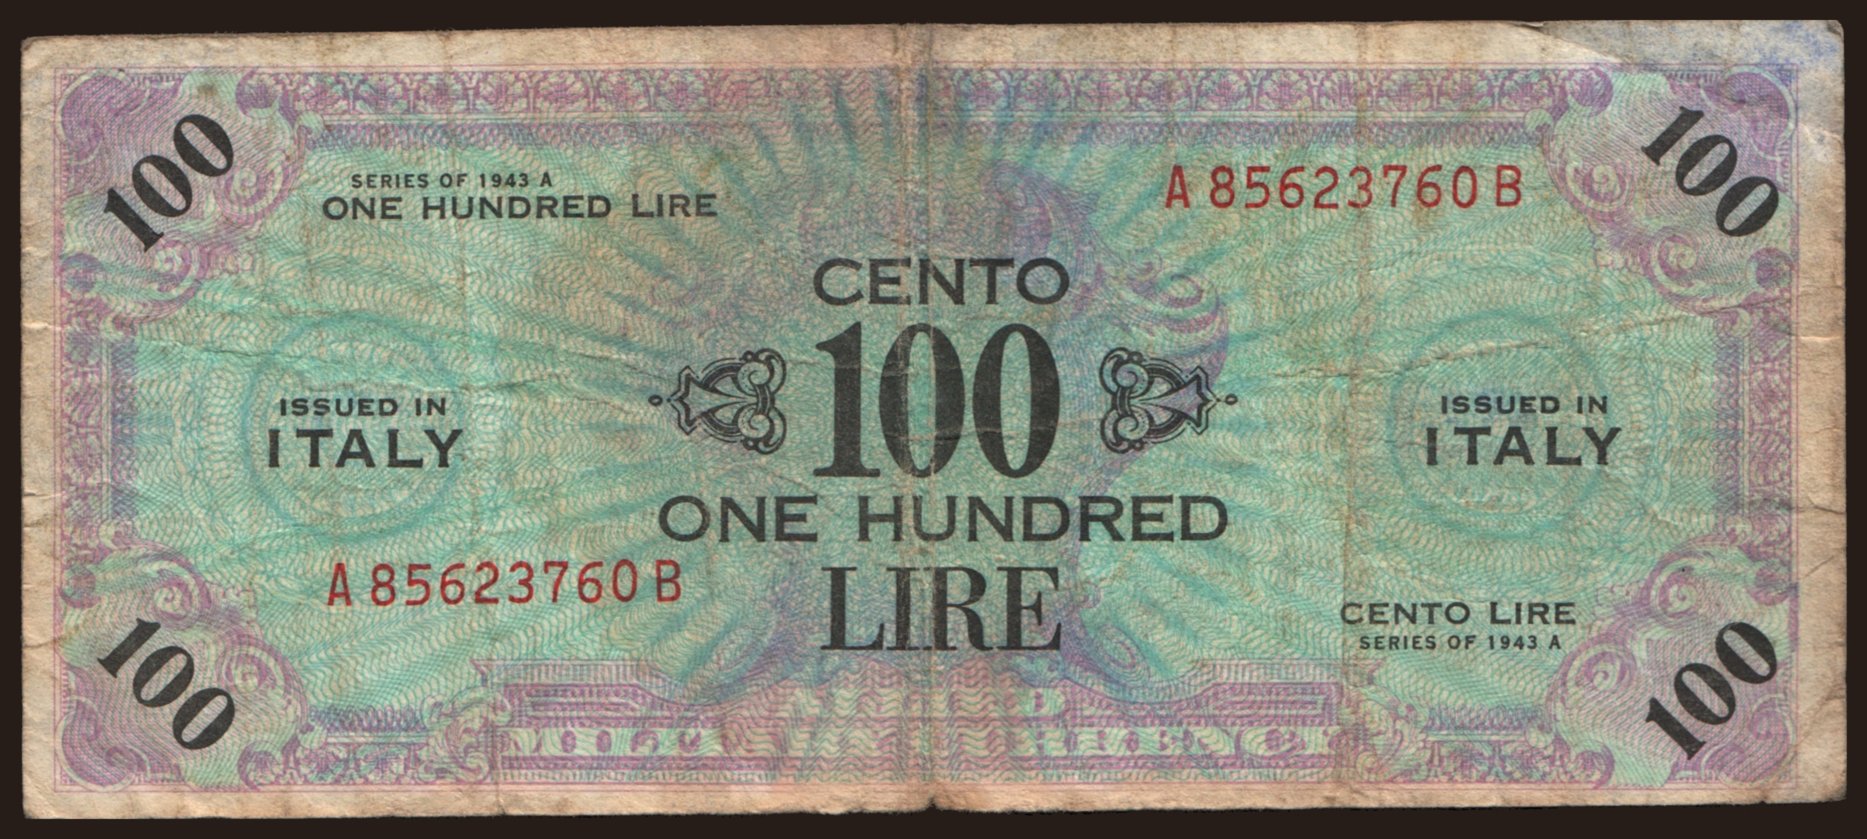 100
100
SERIES OF 1943 A
ONE HUNDRED LIRE
A 85623760 B
CENTO
100
ISSUED IN
ITALY
ISSUED IN
ITALY
ONE HUNDRED
LIRE
A 85623760 B
CENTO LIRE
SERIES OF 1943 A
100
100